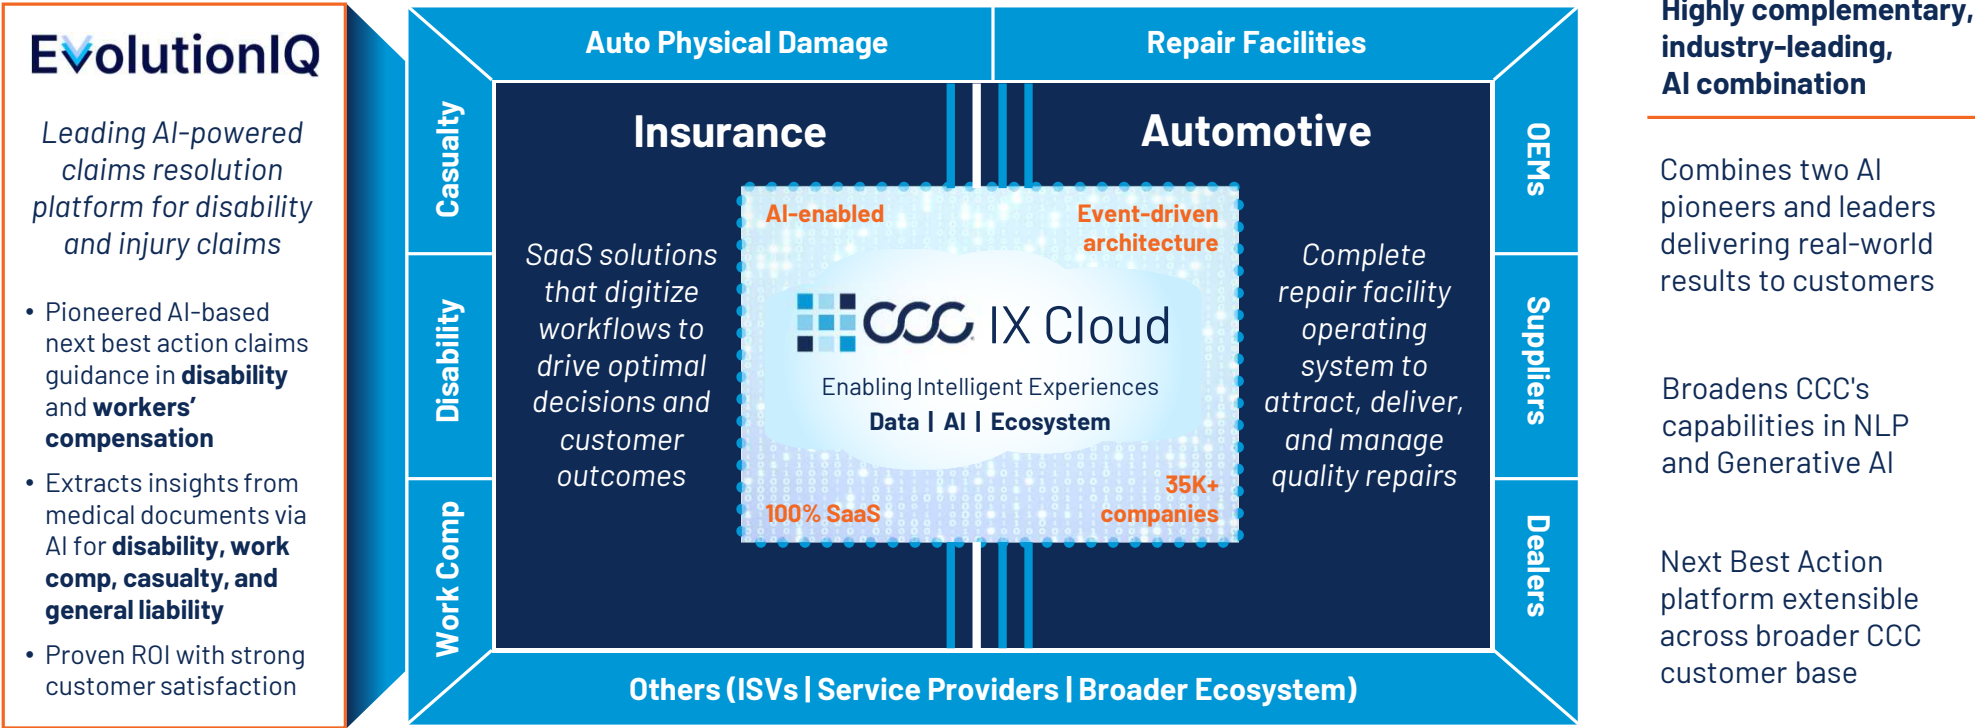 EvolutionIQ
Leading AI-powered
claims resolution
platform for disability
and injury claims
• Pioneered AI-based
next best action claims
guidance in disability
and workers’
compensation
• Extracts insights from
medical documents via
AI for disability, work
comp, casualty, and
general liability
• Proven ROI with strong
customer satisfaction
Auto Physical Damage
Repair Facilities
Casualty
Disability
Work Comp
Insurance
SaaS solutions
that digitize
workflows to
drive optimal
decisions and
customer
outcomes
AI-enabled
Event-driven
architecture
CCC IX Cloud
Enabling Intelligent Experiences
Data | AI | Ecosystem
100% SaaS
35K+
companies
Automotive
Complete
repair facility
operating
system to
attract, deliver,
and manage
quality repairs
OEMs
Suppliers
Dealers
Others (ISVs | Service Providers | Broader Ecosystem)
Highly complementary,
industry-leading,
AI combination
Combines two AI
pioneers and leaders
delivering real-world
results to customers
Broadens CCC's
capabilities in NLP
and Generative AI
Next Best Action
platform extensible
across broader CCC
customer base